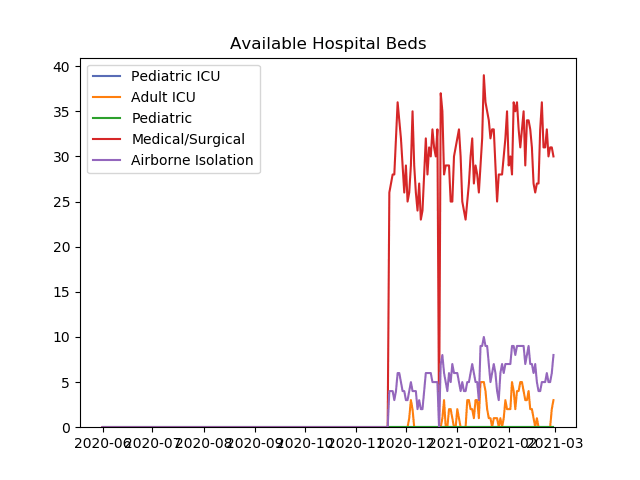 Available Hospital Beds
Pediatric ICU
Adult ICU
Pediatric
Medical/Surgical
Airborne Isolation
40
35
30
25
20
15
10
5
0
2020-06 2020-07 2020-08 2020-09 2020-10 2020-11 2020-12 2021-01 2021-02 2021-03